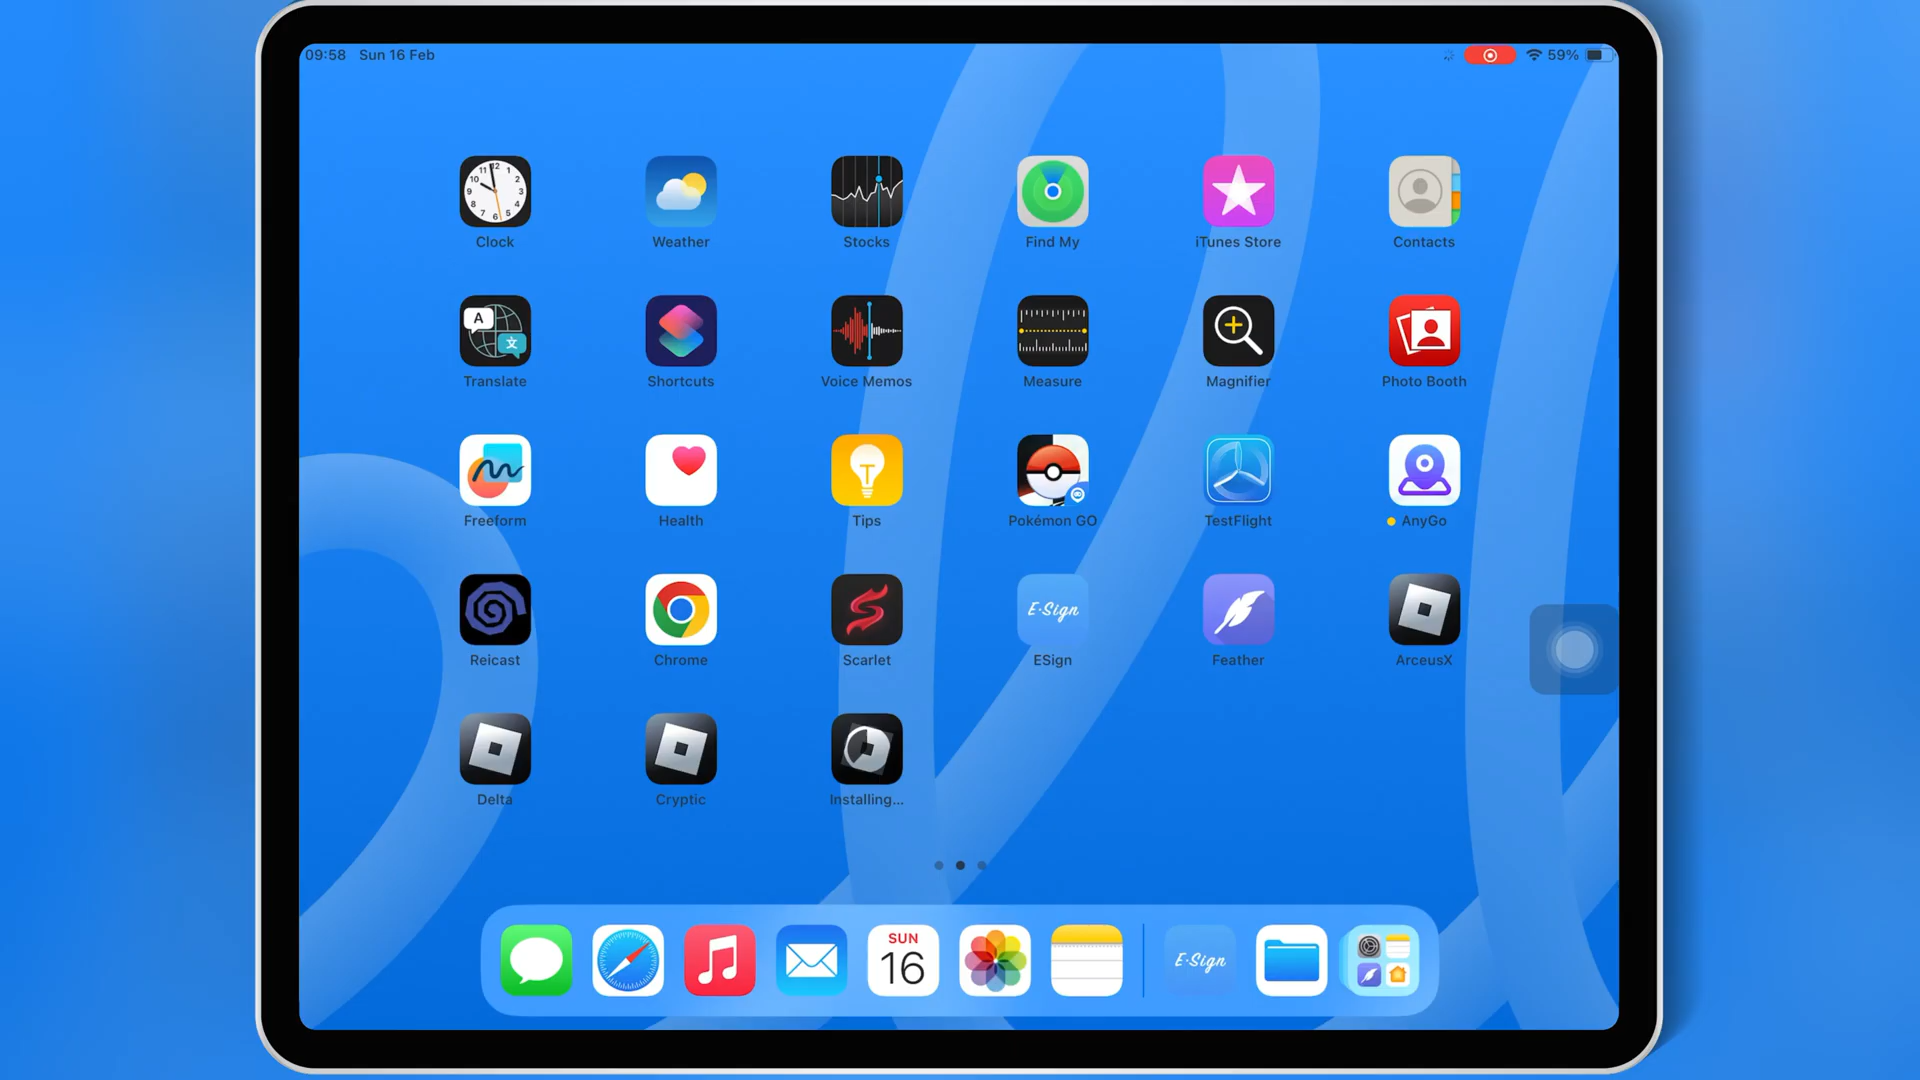 09:58 Sun 16 Feb 59%
Clock Weather Stocks Find My iTunes Store Contacts
Translate Shortcuts Voice Memos Measure Magnifier Photo Booth
Freeform Health Tips Pokémon GO TestFlight AnyGo
E·Sign
Reicast Chrome Scarlet ESign Feather ArceusX
Delta Cryptic Installing...
SUN
16
E·Sign